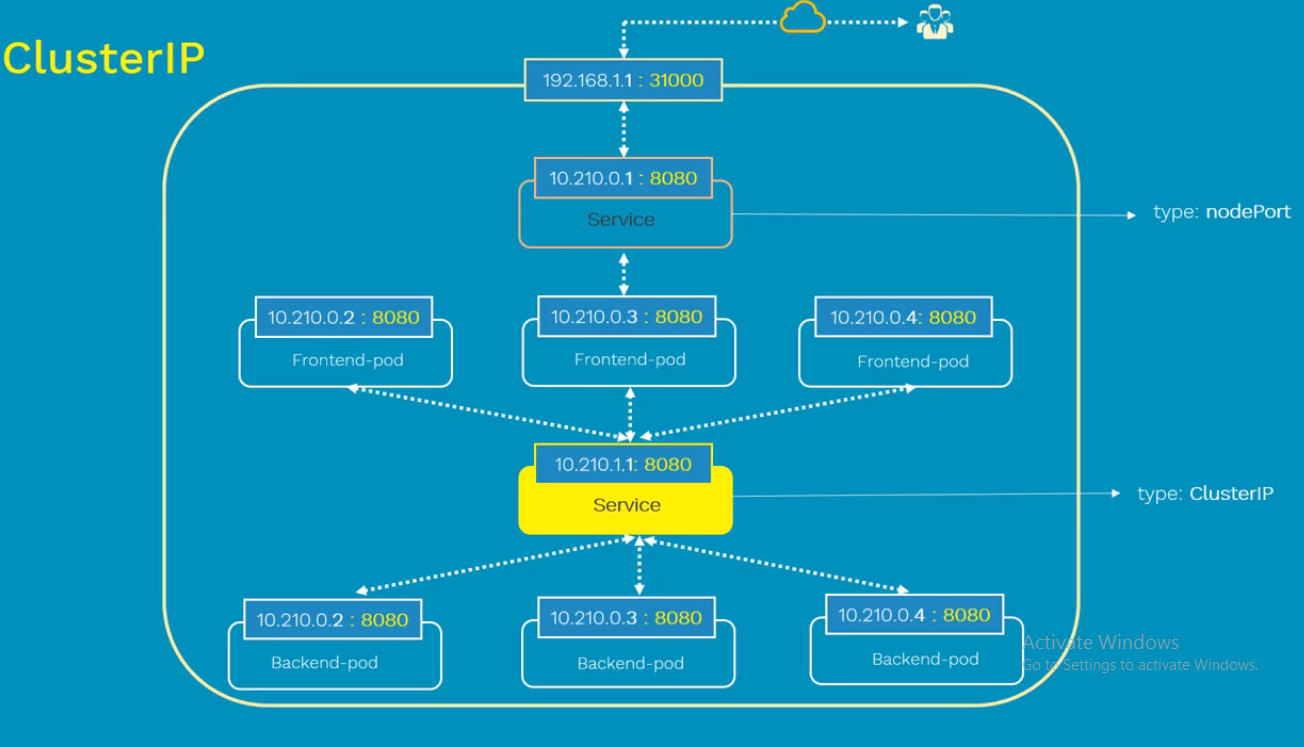 ClusterIP
192.168.1.1 : 31000
10.210.0.1 : 8080
Service
type: nodePort
10.210.0.2 : 8080
10.210.0.3 : 8080
10.210.0.4: 8080
Frontend-pod
Frontend-pod
Frontend-pod
10.210.1.1: 8080
Service
type: ClusterIP
10.210.0.2 : 8080
10.210.0.3 : 8080
10.210.0.4 : 8080
Backend-pod
Backend-pod
Backend-pod
Activate Windows
Go to Settings to activate Windows.